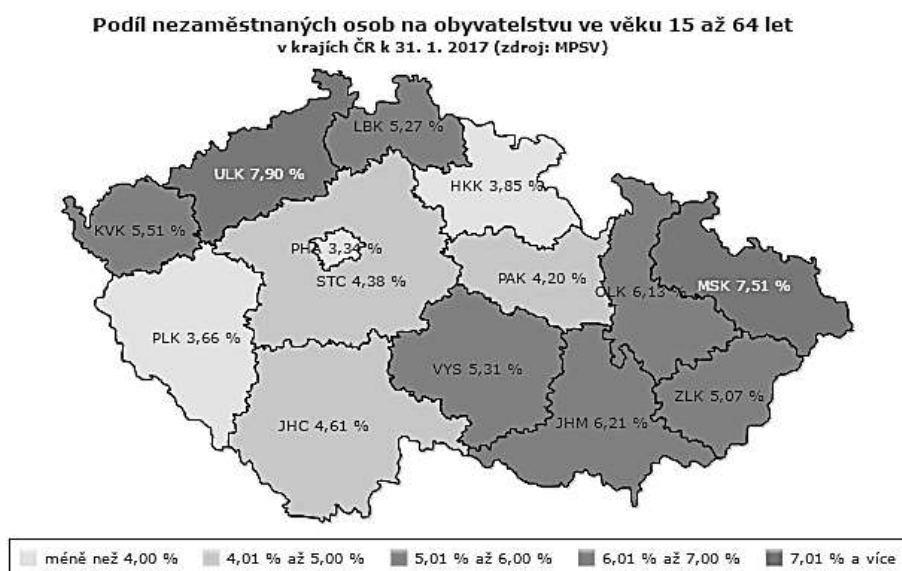 Podíl nezaměstnaných osob na obyvatelstvu ve věku 15 až 64 let
v krajích ČR k 31. 1. 2017 (zdroj: MPSV)
LBK 5,27 %
ULK 7,90 %
HKK 3,85 %
KVK 5,51 %
PHA 3,34 %
STC 4,38 %
PAK 4,20 %
OLK 6,13 %
MSK 7,51 %
PLK 3,66 %
VYS 5,31 %
ZLK 5,07 %
JHC 4,61 %
JHM 6,21 %
méně než 4,00 % 4,01 % až 5,00 % 5,01 % až 6,00 % 6,01 % až 7,00 % 7,01 % a více